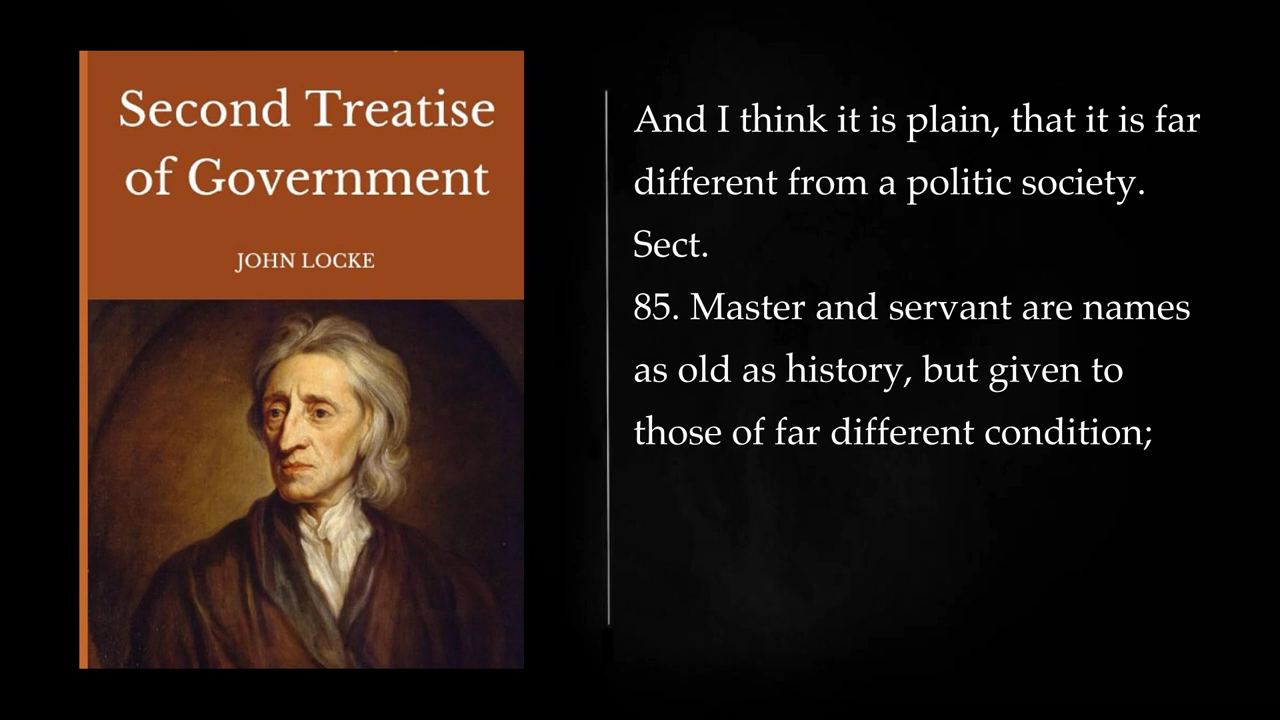 Second Treatise
of Government
JOHN LOCKE
And I think it is plain, that it is far
different from a politic society.
Sect.
85. Master and servant are names
as old as history, but given to
those of far different condition;